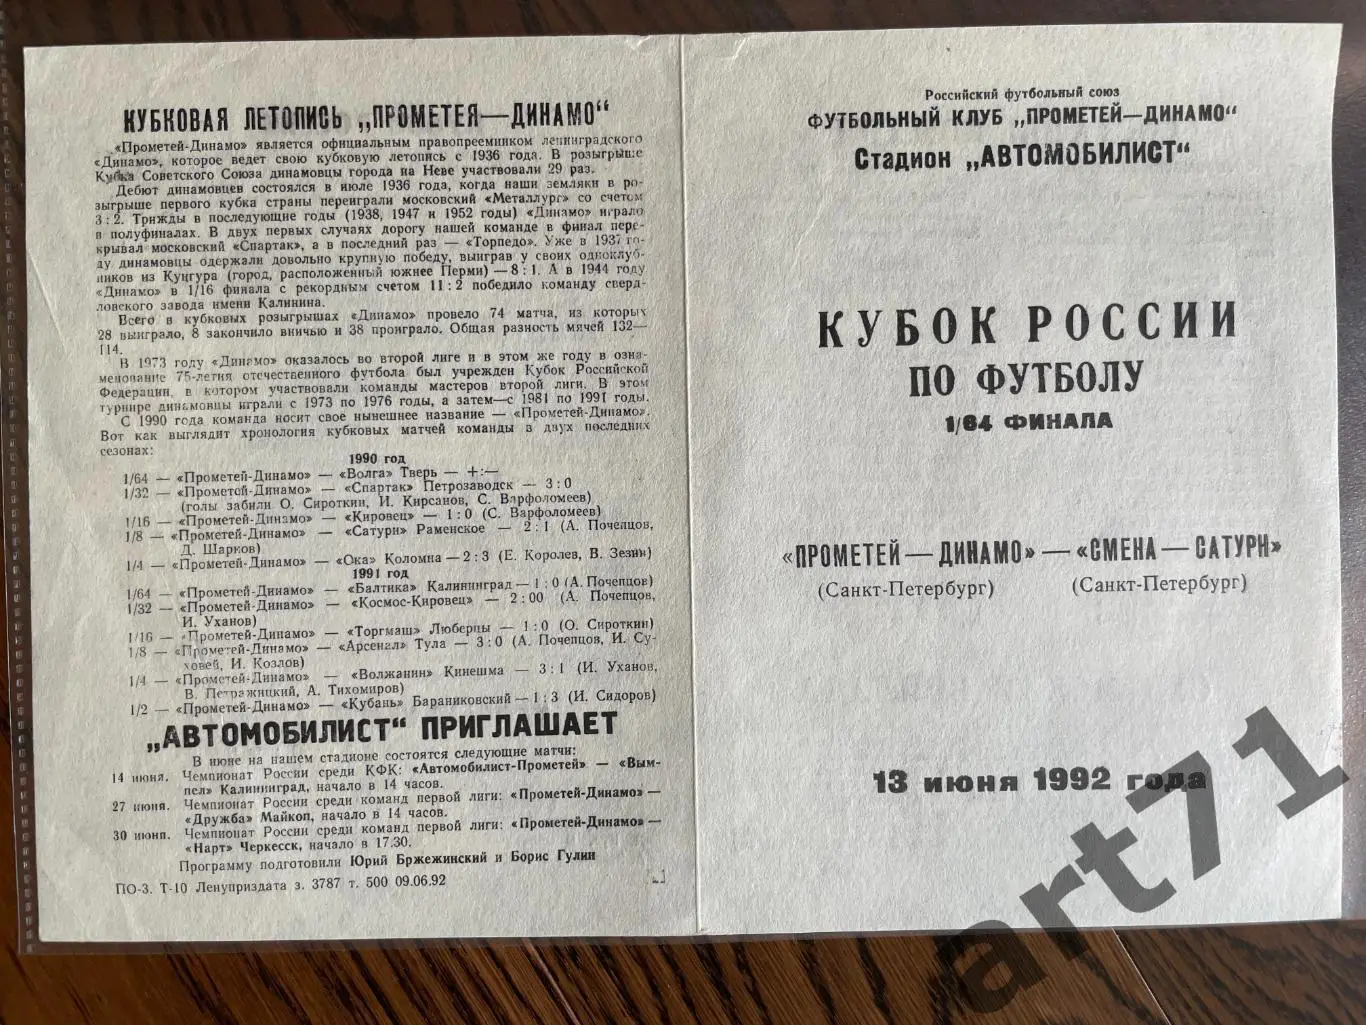 КУБКОВАЯ ЛЕТОПИСЬ „ПРОМЕТЕЯ—ДИНАМО“
«Прометей-Динамо» является официальным правопреемником ленинградского
«Динамо», которое ведет свою кубковую летопись с 1936 года. В розыгрыше
Кубка Советского Союза динамовцы города на Неве участвовали 29 раз.
Дебют динамовцев состоялся в июле 1936 года, когда наши земляки в ро-
зыгрыше первого кубка страны переиграли московский «Металлург» со счетом
3:2. Трижды в последующие годы (1938, 1947 и 1952 годы) «Динамо» играло
в полуфиналах. В двух первых случаях дорогу нашей команде в финал пере-
крывал московский «Спартак», а в последний раз — «Торпедо». Уже в 1937 го-
ду динамовцы одержали довольно крупную победу, выиграв у своих одноклуб-
ников из Кунгура (город, расположенный южнее Перми) — 8:1. А в 1944 году
«Динамо» в 1/16 финала с рекордным счетом 11:2 победило команду сверд-
ловского завода имени Калинина.
Всего в кубковых розыгрышах «Динамо» провело 74 матча, из которых
28 выиграло, 8 закончило вничью и 38 проиграло. Общая разность мячей 132—
114.
В 1973 году «Динамо» оказалось во второй лиге и в этом же году в озна-
менование 75-летия отечественного футбола был учрежден Кубок Российской
Федерации, в котором участвовали команды мастеров второй лиги. В этом
турнире динамовцы играли с 1973 по 1976 годы, а затем—с 1981 по 1991 годы.
С 1990 года команда носит свое нынешнее название — «Прометей-Динамо».
Вот как выглядит хронология кубковых матчей команды в двух последних
сезонах:
1990 год
1/64 — «Прометей-Динамо» — «Волга» Тверь — +:—
1/32 — «Прометей-Динамо» — «Спартак» Петрозаводск — 3:0
(голы забили О. Сироткин, И. Кирсанов, С. Варфоломеев)
1/16 — «Прометей-Динамо» — «Кировец» — 1:0 (С. Варфоломеев)
1/8 — «Прометей-Динамо» — «Сатурн» Раменское — 2:1 (А. Почепцов,
Д. Шарков)
1/4 — «Прометей-Динамо» — «Ока» Коломна — 2:3 (Е. Королев, В. Зезин)
1991 год
1/64 — «Прометей-Динамо» — «Балтика» Калининград — 1:0 (А. Почепцов)
1/32 — «Прометей-Динамо» — «Космос-Кировец» — 2:00 (А. Почепцов,
И. Уханов)
1/16 — «Прометей-Динамо» — «Торгмаш» Люберцы — 1:0 (О. Сироткин)
1/8 — «Прометей-Динамо» — «Арсенал» Тула — 3:0 (А. Почепцов, И. Су-
ховей, И. Козлов)
1/4 — «Прометей-Динамо» — «Волжанин» Кинешма — 3:1 (И. Уханов,
В. Петражицкий, А. Тихомиров)
1/2 — «Прометей-Динамо» — «Кубань» Бараниковский — 1:3 (И. Сидоров)
„АВТОМОБИЛИСТ“ ПРИГЛАШАЕТ
В июне на нашем стадионе состоятся следующие матчи:
14 июня. Чемпионат России среди КФК: «Автомобилист-Прометей» — «Вым-
пел» Калининград, начало в 14 часов.
27 июня. Чемпионат России среди команд первой лиги: «Прометей-Динамо» —
«Дружба» Майкоп, начало в 14 часов.
30 июня. Чемпионат России среди команд первой лиги: «Прометей-Динамо» —
«Нарт» Черкесск, начало в 17.30.
Программу подготовили Юрий Бржежинский и Борис Гулин
ПО-3. Т-10 Ленуприздата з. 3787 т. 500 09.06.92
Российский футбольный союз
ФУТБОЛЬНЫЙ КЛУБ „ПРОМЕТЕЙ—ДИНАМО“
Стадион „АВТОМОБИЛИСТ“
КУБОК РОССИИ
ПО ФУТБОЛУ
1/64 ФИНАЛА
«ПРОМЕТЕЙ — ДИНАМО» — «СМЕНА — САТУРН»
(Санкт-Петербург) (Санкт-Петербург)
13 июня 1992 года
art71